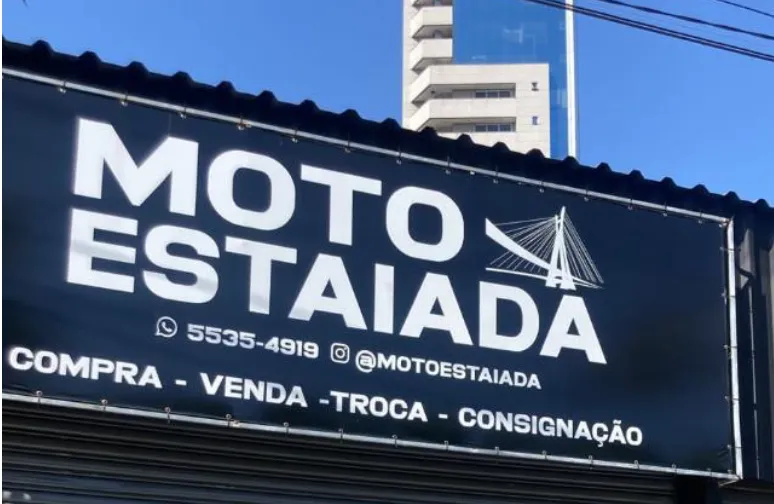 MOTO
ESTAIADA
5535-4919 @MOTOESTAIADA
COMPRA - VENDA -TROCA - CONSIGNAÇÃO